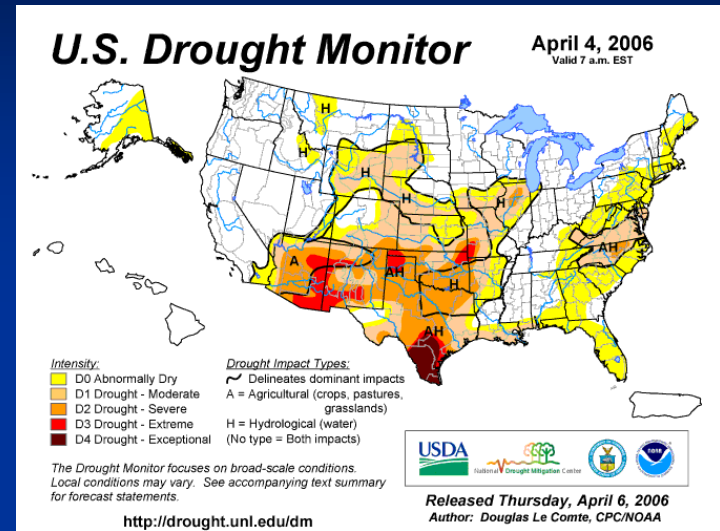 U.S. Drought Monitor
April 4, 2006
Valid 7 a.m. EST
H
H
H
H
H
A
AH
H
AH
AH
Intensity:
D0 Abnormally Dry
D1 Drought - Moderate
D2 Drought - Severe
D3 Drought - Extreme
D4 Drought - Exceptional
Drought Impact Types:
Delineates dominant impacts
A = Agricultural (crops, pastures,
grasslands)
H = Hydrological (water)
(No type = Both impacts)
The Drought Monitor focuses on broad-scale conditions.
Local conditions may vary. See accompanying text summary
for forecast statements.
http://drought.unl.edu/dm
USDA
National Drought Mitigation Center
Released Thursday, April 6, 2006
Author: Douglas Le Comte, CPC/NOAA